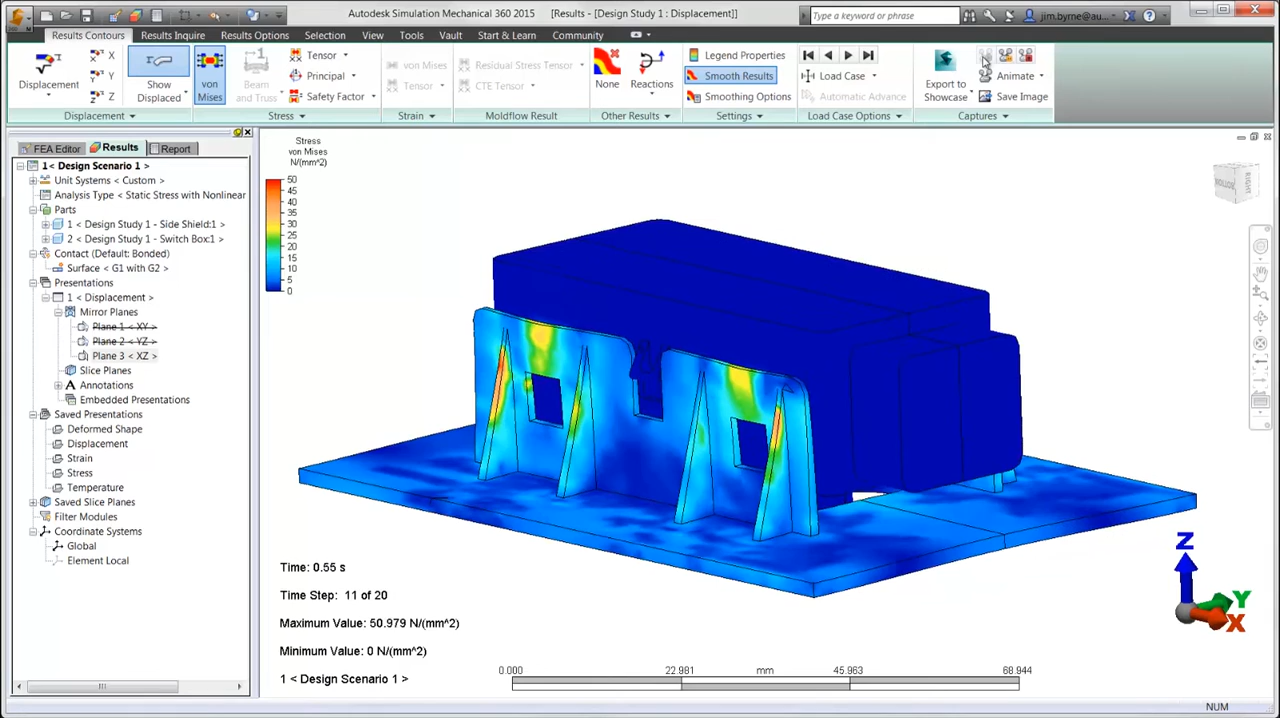 Autodesk Simulation Mechanical 360 2015 [Results - [Design Study 1 : Displacement]]
Type a keyword or phrase
jim.byrne@au...
Results Contours Results Inquire Results Options Selection View Tools Vault Start & Learn Community
Displacement
X
Y
Z
Show Displaced
von Mises
Beam and Truss
Tensor
Principal
Safety Factor
von Mises
Tensor
Residual Stress Tensor
CTE Tensor
None
Reactions
Legend Properties
Smooth Results
Smoothing Options
Load Case
Automatic Advance
Export to Showcase
Animate
Save Image
Displacement Stress Strain Moldflow Result Other Results Settings Load Case Options Captures
FEA Editor Results Report
1< Design Scenario 1 >
Unit Systems < Custom >
Analysis Type < Static Stress with Nonlinear
Parts
1 < Design Study 1 - Side Shield:1 >
2 < Design Study 1 - Switch Box:1 >
Contact (Default: Bonded)
Surface < G1 with G2 >
Presentations
1 < Displacement >
Mirror Planes
Plane 1 < XY >
Plane 2 < YZ >
Plane 3 < XZ >
Slice Planes
Annotations
Embedded Presentations
Saved Presentations
Deformed Shape
Displacement
Strain
Stress
Temperature
Saved Slice Planes
Filter Modules
Coordinate Systems
Global
Element Local
Stress
von Mises
N/(mm^2)
50
45
40
35
30
25
20
15
10
5
0
BOTTOM
Time: 0.55 s
Time Step: 11 of 20
Maximum Value: 50.979 N/(mm^2)
Minimum Value: 0 N/(mm^2)
1 < Design Scenario 1 >
0.000 22.981 mm 45.963 68.944
Z
Y
X
NUM